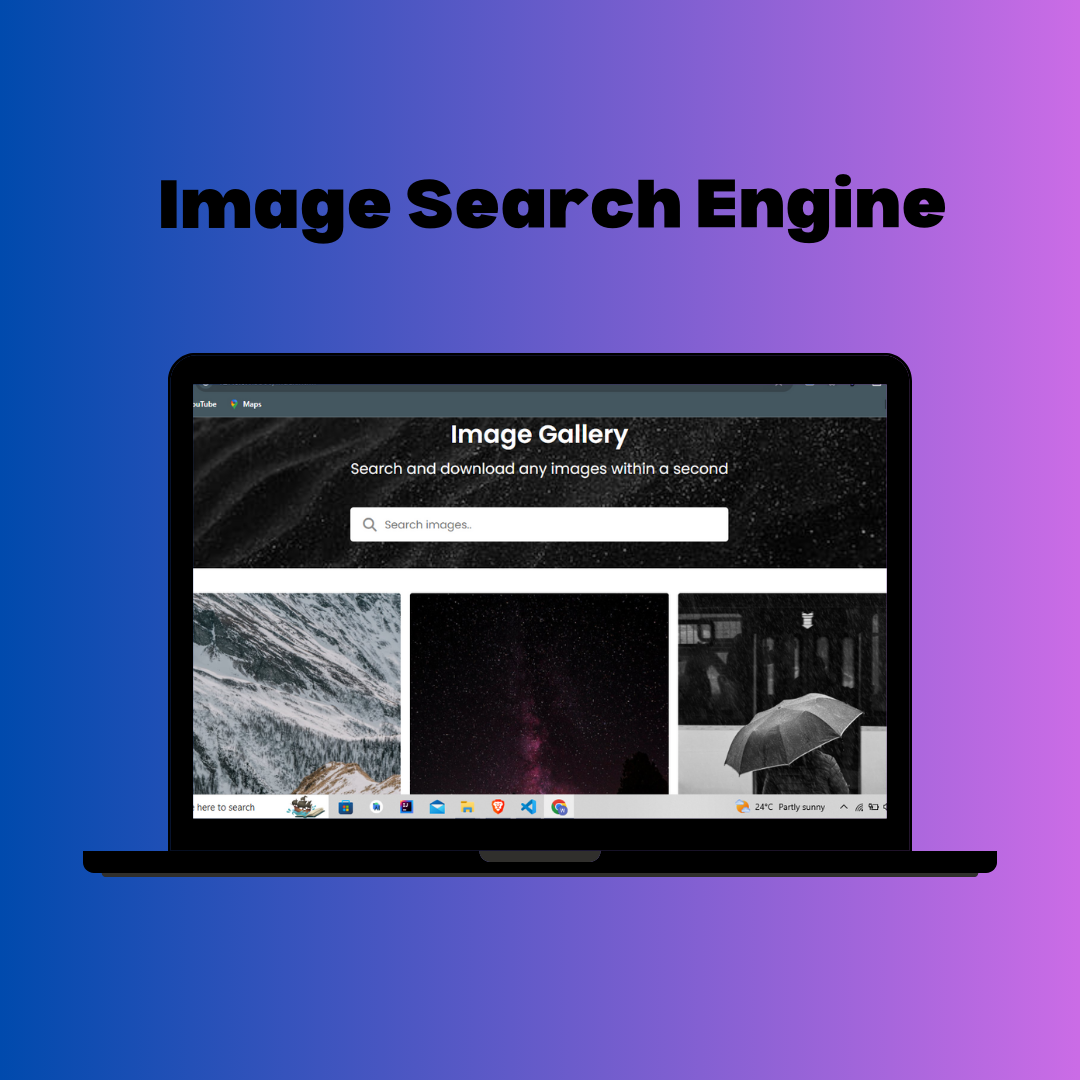 Image Search Engine
ouTube Maps
Image Gallery
Search and download any images within a second
Search images..
e here to search
24°C Partly sunny